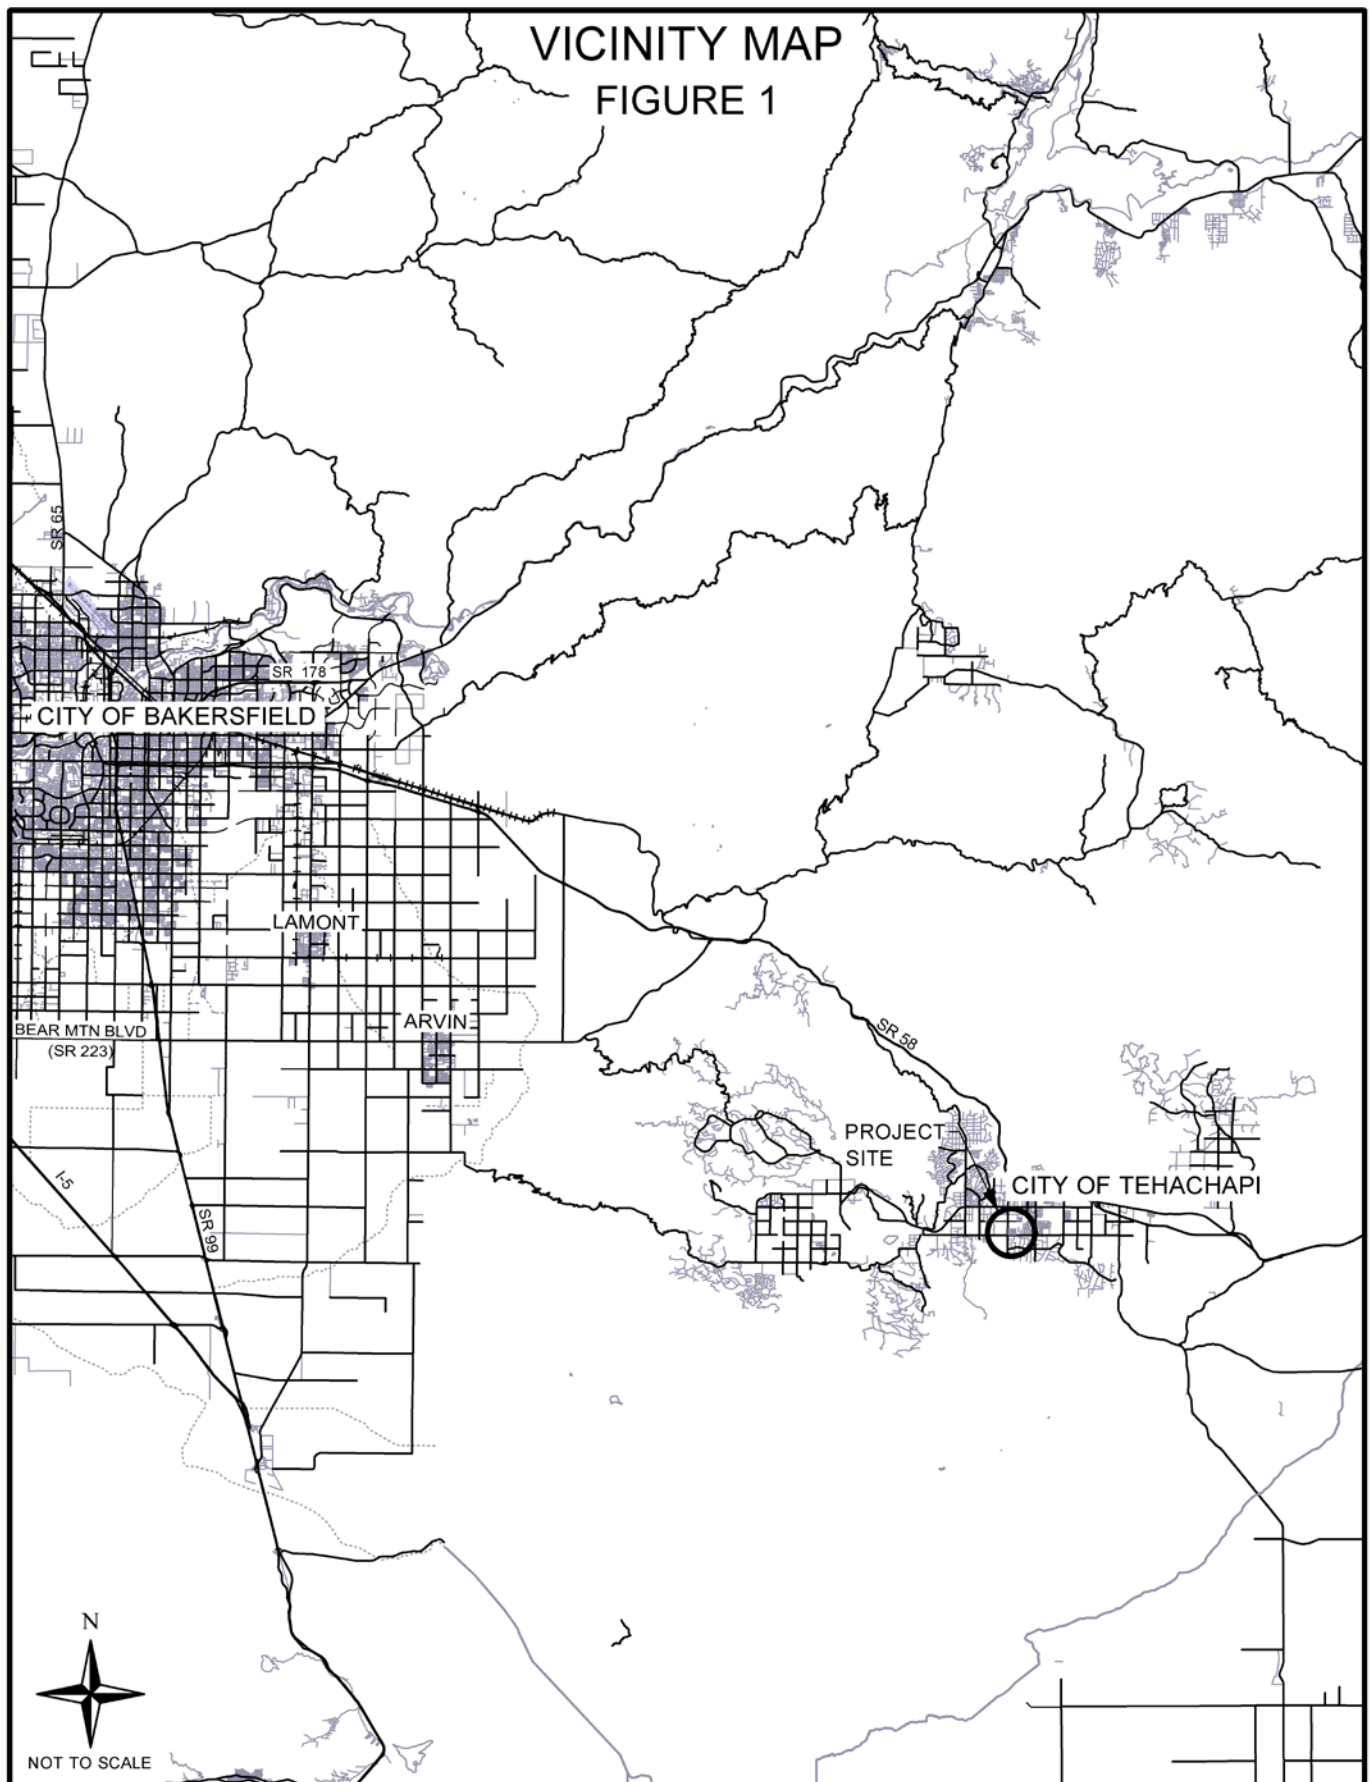 VICINITY MAP
FIGURE 1
SR 65
SR 178
CITY OF BAKERSFIELD
LAMONT
ARVIN
BEAR MTN BLVD
(SR 223)
SR 58
PROJECT
SITE
CITY OF TEHACHAPI
I-5
SR 99
N
NOT TO SCALE